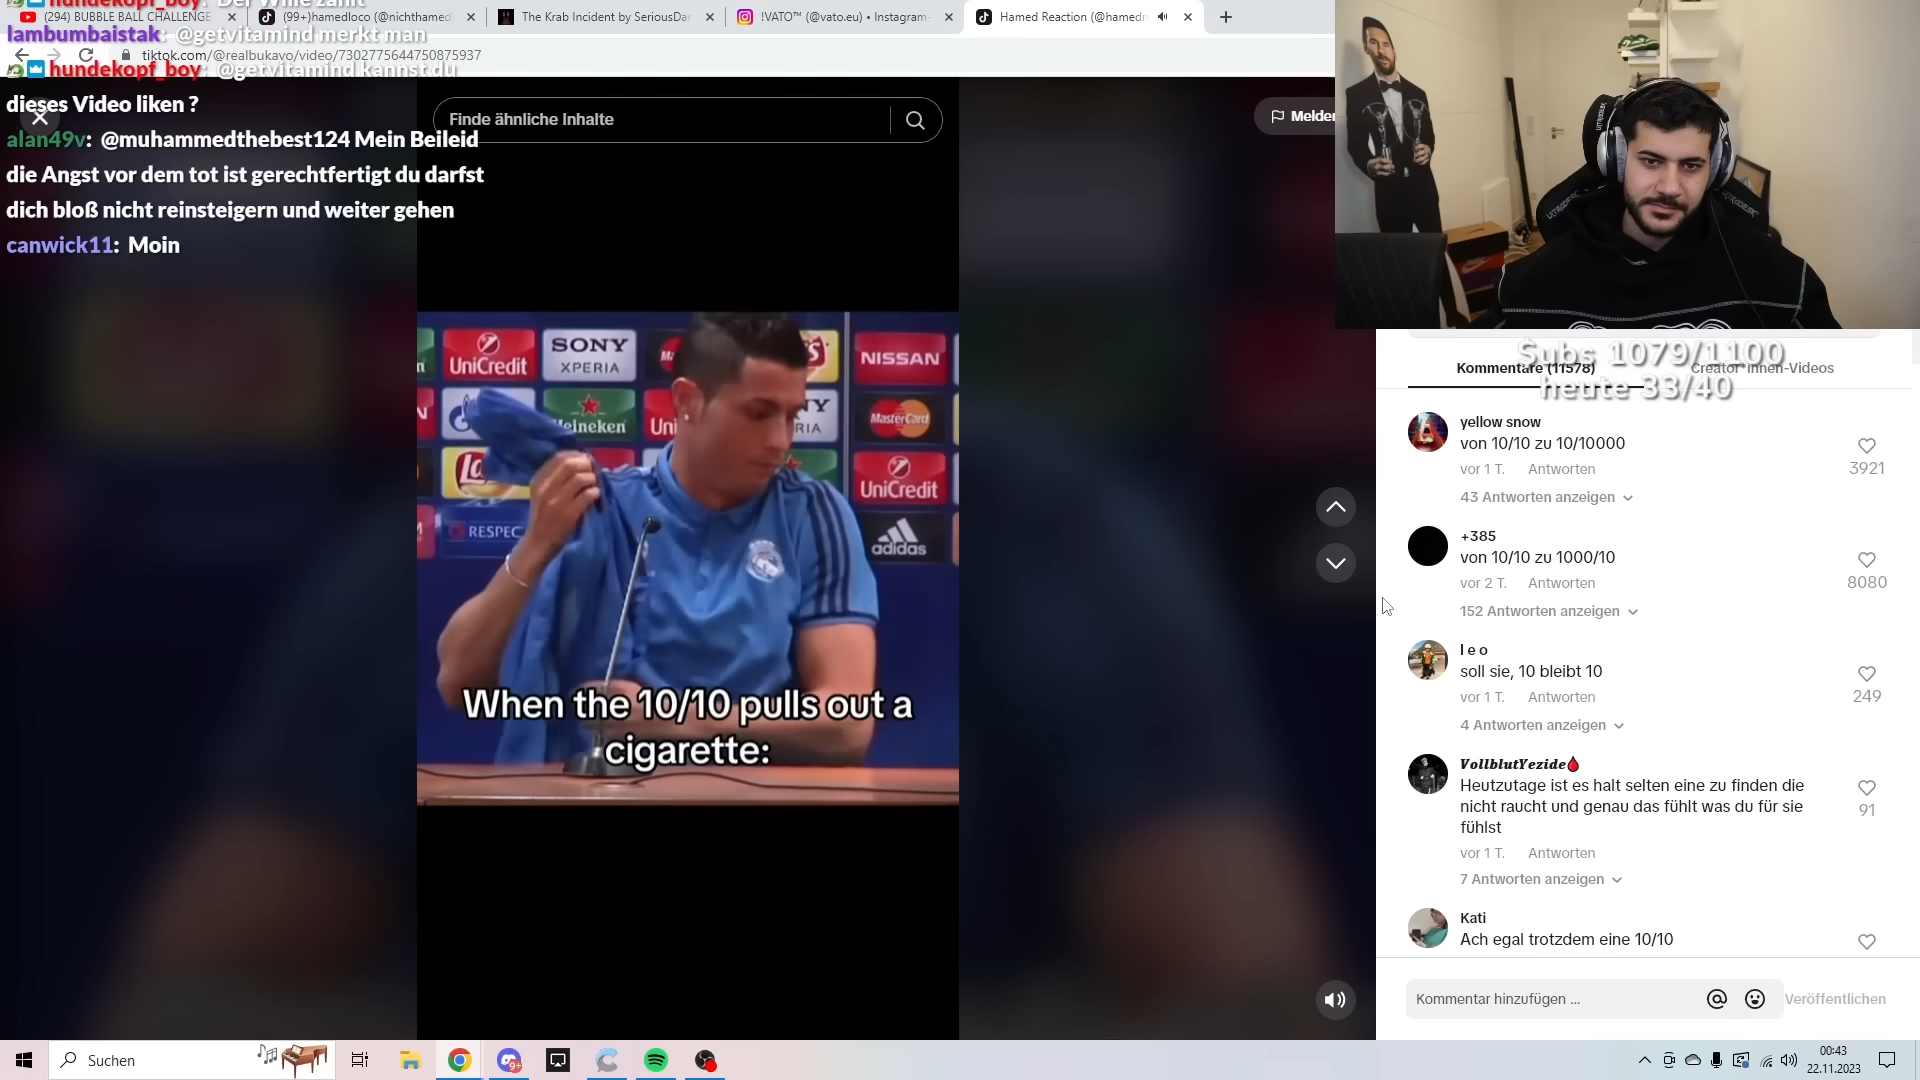 hundekopf_boy: Der Wille zählt
(294) BUBBLE BALL CHALLENGE
(99+)hamedloco (@nichthamed
The Krab Incident by SeriousDar
!VATO™ (@vato.eu) • Instagram-
Hamed Reaction (@hamedr
lambumbaistak: @getvitamind merkt man
tiktok.com/@realbukayo/video/7302775644750875937
hundekopf_boy: @getvitamind kannst du
dieses Video liken ?
alan49v: @muhammedthebest124 Mein Beileid
die Angst vor dem tot ist gerechtfertigt du darfst
dich bloß nicht reinsteigern und weiter gehen
canwick11: Moin
Finde ähnliche Inhalte
Melden
UniCredit
SONY
XPERIA
NISSAN
Heineken
Uni
MasterCard
UniCredit
RESPEC
adidas
When the 10/10 pulls out a
cigarette:
Subs 1079/1100
heute 33/40
Kommentare (11578)
Creator*innen-Videos
yellow snow
von 10/10 zu 10/10000
vor 1 T. Antworten
3921
43 Antworten anzeigen
+385
von 10/10 zu 1000/10
vor 2 T. Antworten
8080
152 Antworten anzeigen
l e o
soll sie, 10 bleibt 10
vor 1 T. Antworten
249
4 Antworten anzeigen
VollblutYezide🩸
Heutzutage ist es halt selten eine zu finden die
nicht raucht und genau das fühlt was du für sie
fühlst
91
vor 1 T. Antworten
7 Antworten anzeigen
Kati
Ach egal trotzdem eine 10/10
Kommentar hinzufügen ...
Veröffentlichen
Suchen
9+
00:43
22.11.2023